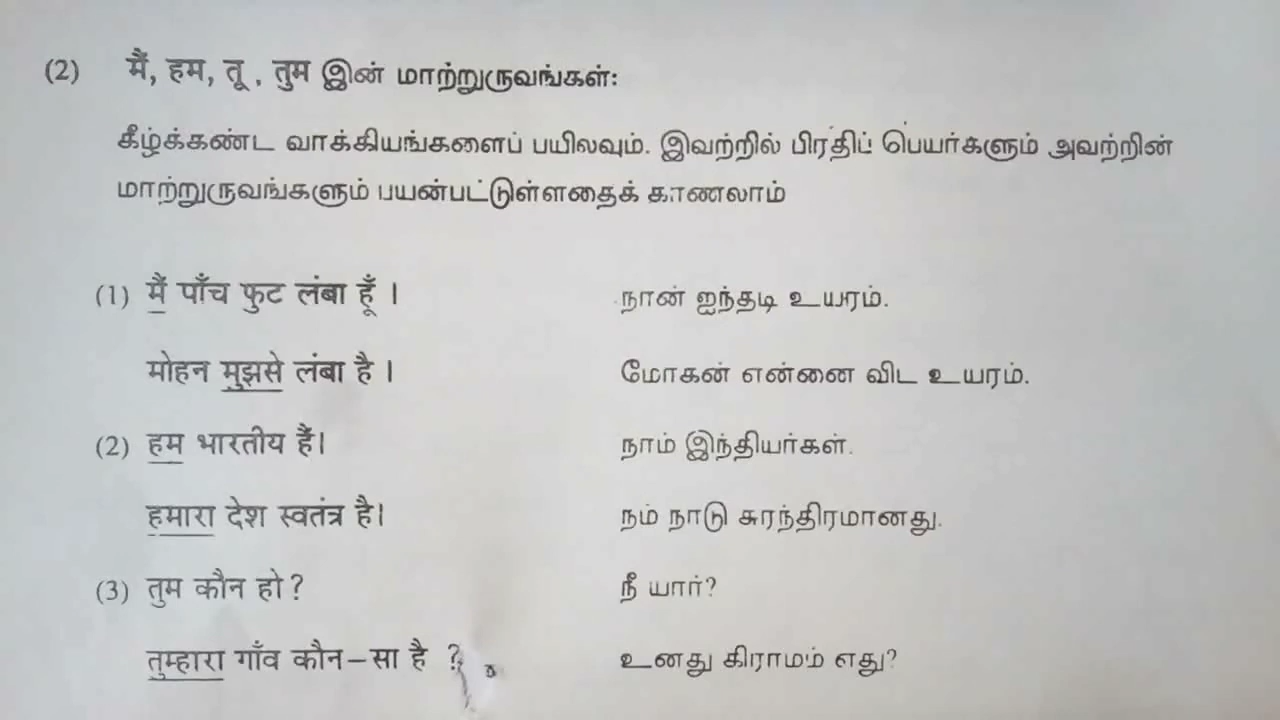 (2) मैं, हम, तू , तुम இன் மாற்றுருவங்கள்:
கீழ்க்கண்ட வாக்கியங்களைப் பயிலவும். இவற்றில் பிரதிப் பெயர்களும் அவற்றின்
மாற்றுருவங்களும் பயன்பட்டுள்ளதைக் காணலாம்
(1) मैं पाँच फुट लंबा हूँ । நான் ஐந்தடி உயரம்.
मोहन मुझसे लंबा है । மோகன் என்னை விட உயரம்.
(2) हम भारतीय हैं। நாம் இந்தியர்கள்.
हमारा देश स्वतंत्र है। நம் நாடு சுரந்திரமானது.
(3) तुम कौन हो ? நீ யார்?
तुम्हारा गाँव कौन–सा है ? உனது கிராமம் எது?